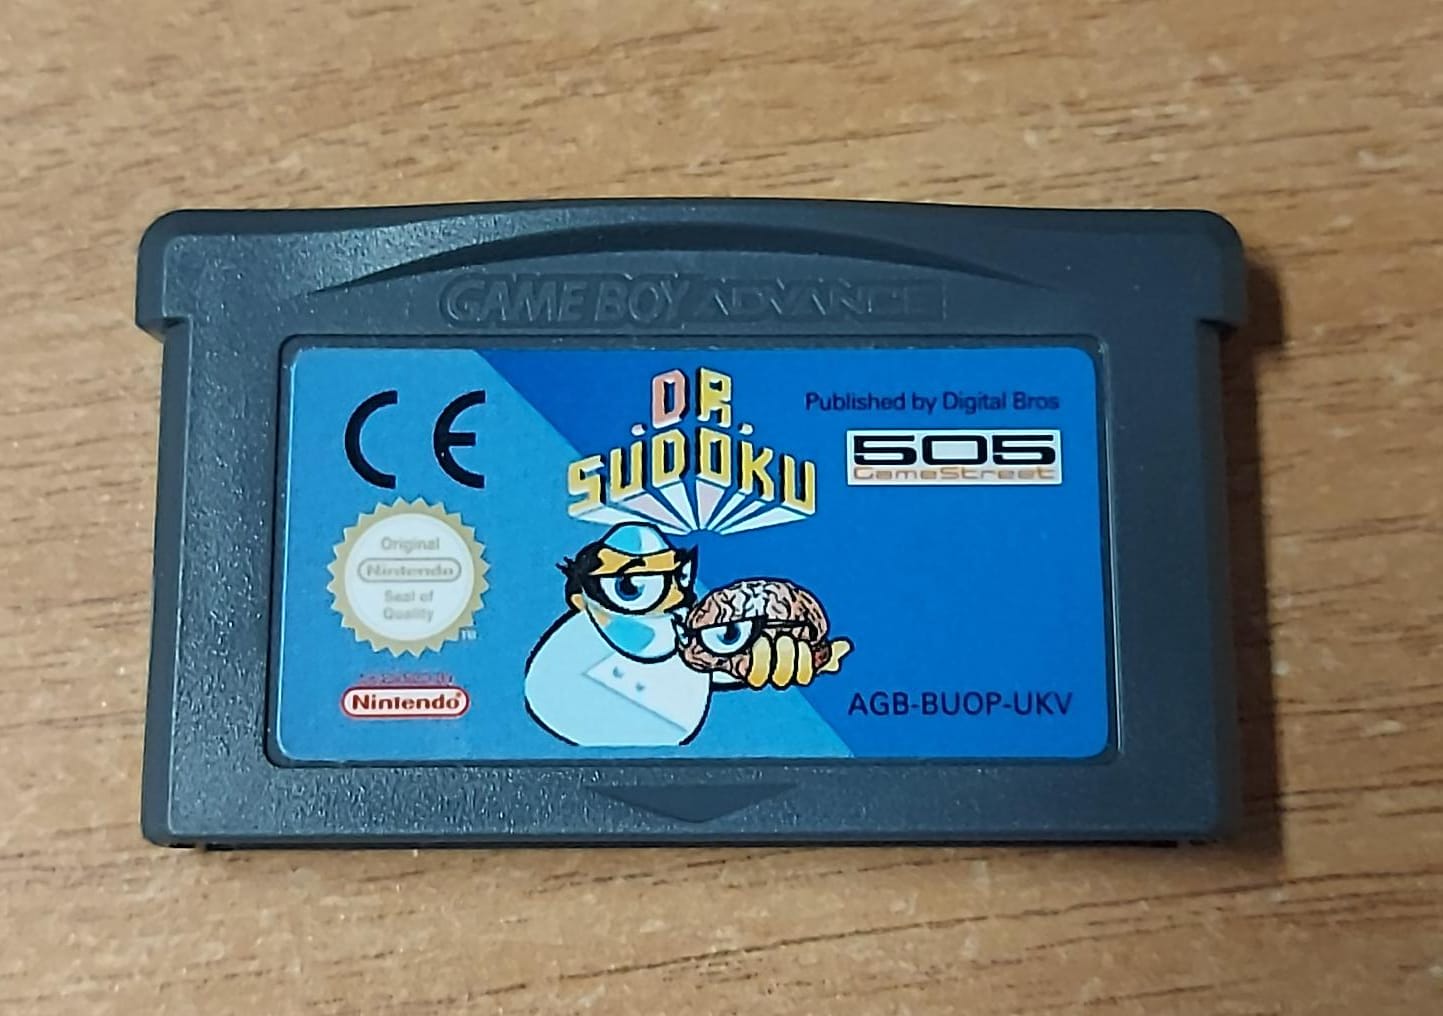 GAME BOY ADVANCE
CE
DR.
SUDOKU
Published by Digital Bros
505
GameStreet
Original
Nintendo
Seal of
Quality
TM
Nintendo®
AGB-BUOP-UKV